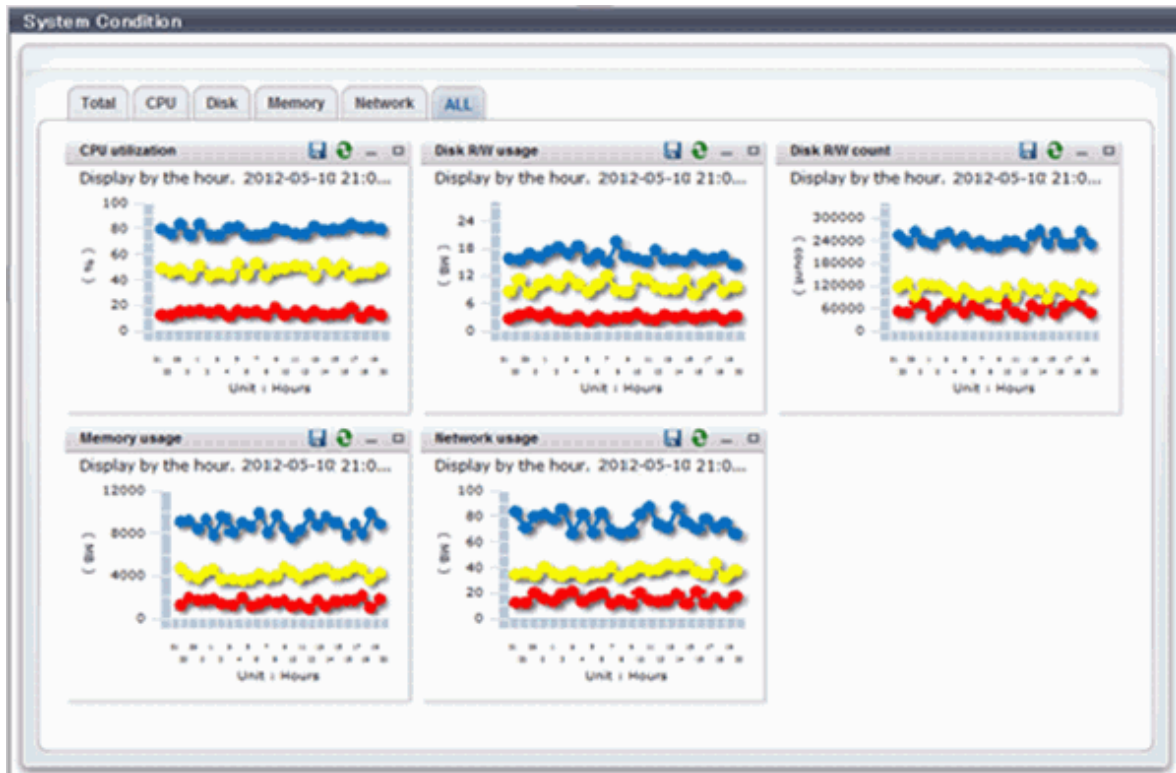 System Condition
Total CPU Disk Memory Network ALL
CPU utilization
Display by the hour. 2012-05-10 21:0...
100
80
60
40
20
0
( % )
Unit : Hours
Disk R/W usage
Display by the hour. 2012-05-10 21:0...
24
18
12
6
0
( MB )
Unit : Hours
Disk R/W count
Display by the hour. 2012-05-10 21:0...
300000
240000
180000
120000
60000
0
( count )
Unit : Hours
Memory usage
Display by the hour. 2012-05-10 21:0...
12000
8000
4000
0
( MB )
Unit : Hours
Network usage
Display by the hour. 2012-05-10 21:0...
100
80
60
40
20
0
( MB )
Unit : Hours